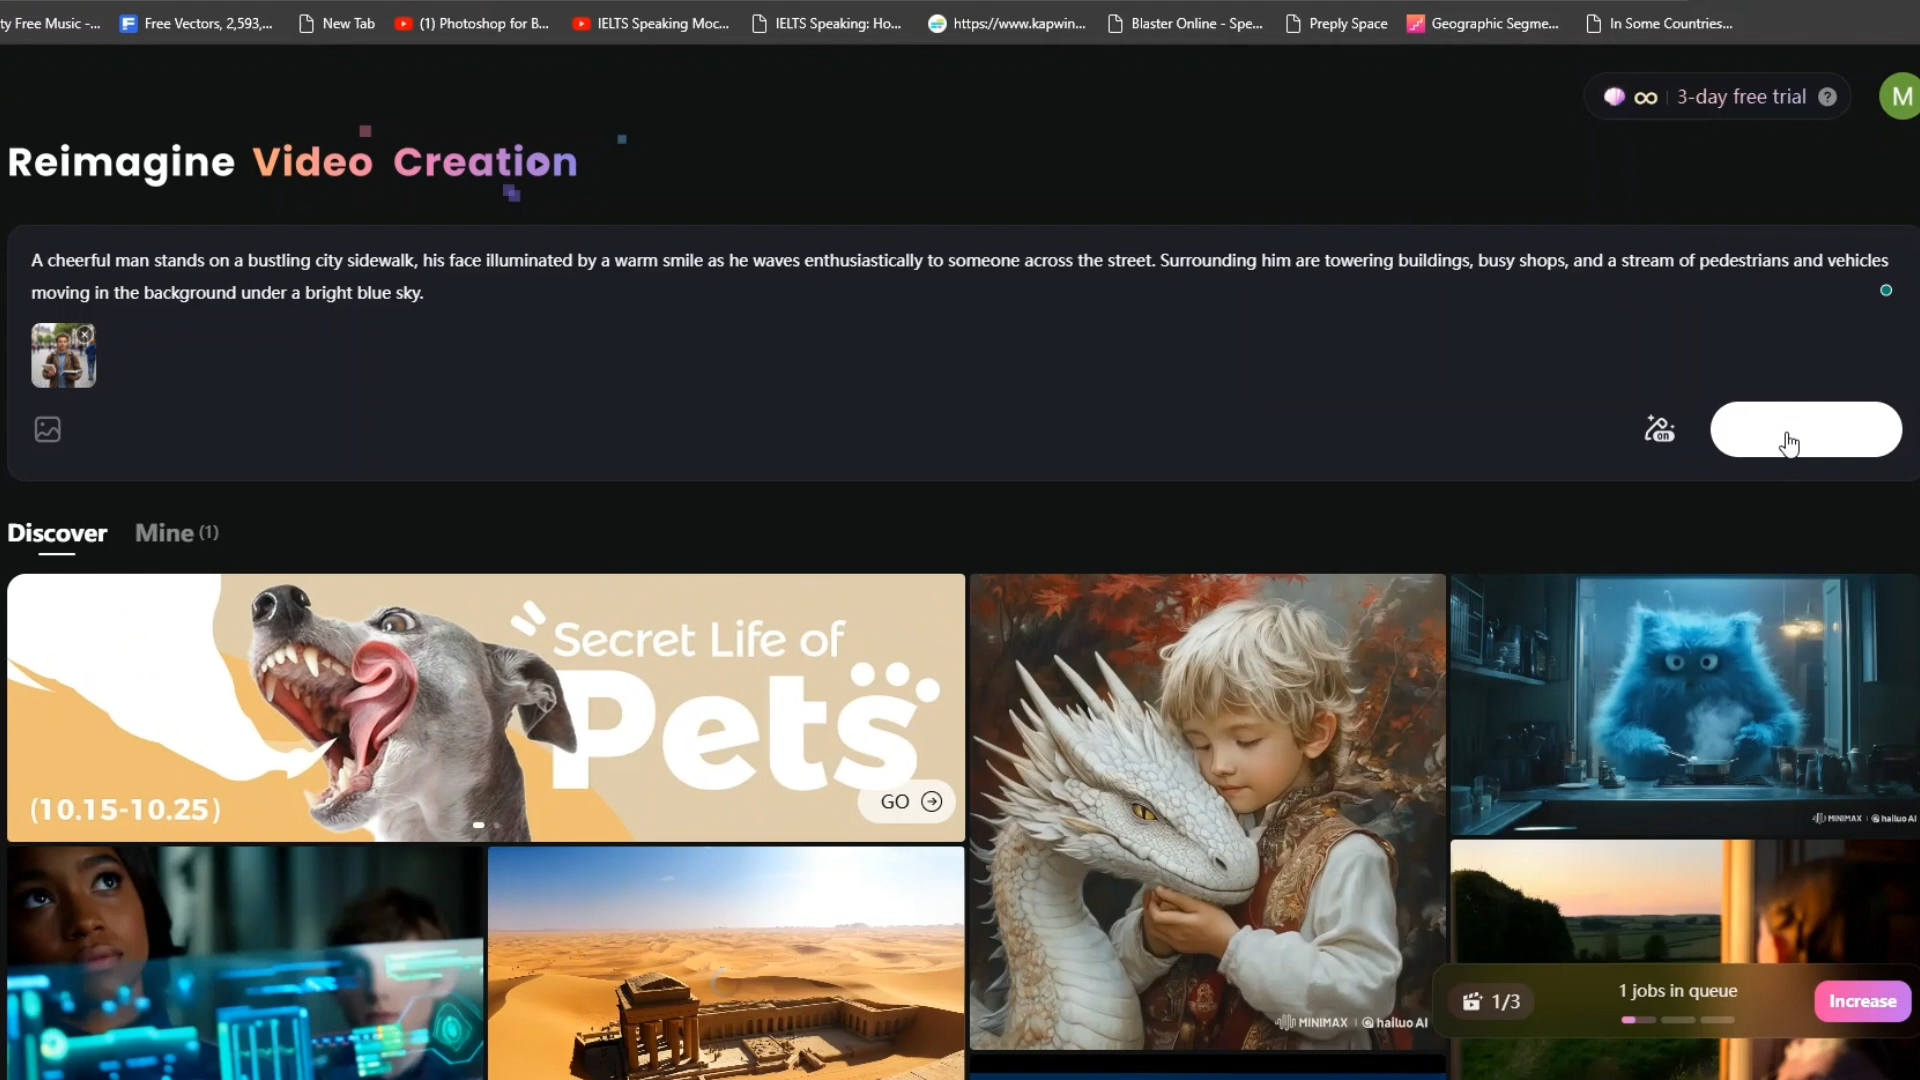 ty Free Music -...
Free Vectors, 2,593,...
New Tab
(1) Photoshop for B...
IELTS Speaking Moc...
IELTS Speaking: Ho...
https://www.kapwin...
Blaster Online - Spe...
Preply Space
Geographic Segme...
In Some Countries...
3-day free trial ?
M
Reimagine Video Creation
A cheerful man stands on a bustling city sidewalk, his face illuminated by a warm smile as he waves enthusiastically to someone across the street. Surrounding him are towering buildings, busy shops, and a stream of pedestrians and vehicles
moving in the background under a bright blue sky.
on
Discover
Mine (1)
Secret Life of
Pets
(10.15-10.25)
GO
MINIMAX | hailuo AI
MINIMAX | hailuo AI
1/3
1 jobs in queue
Increase